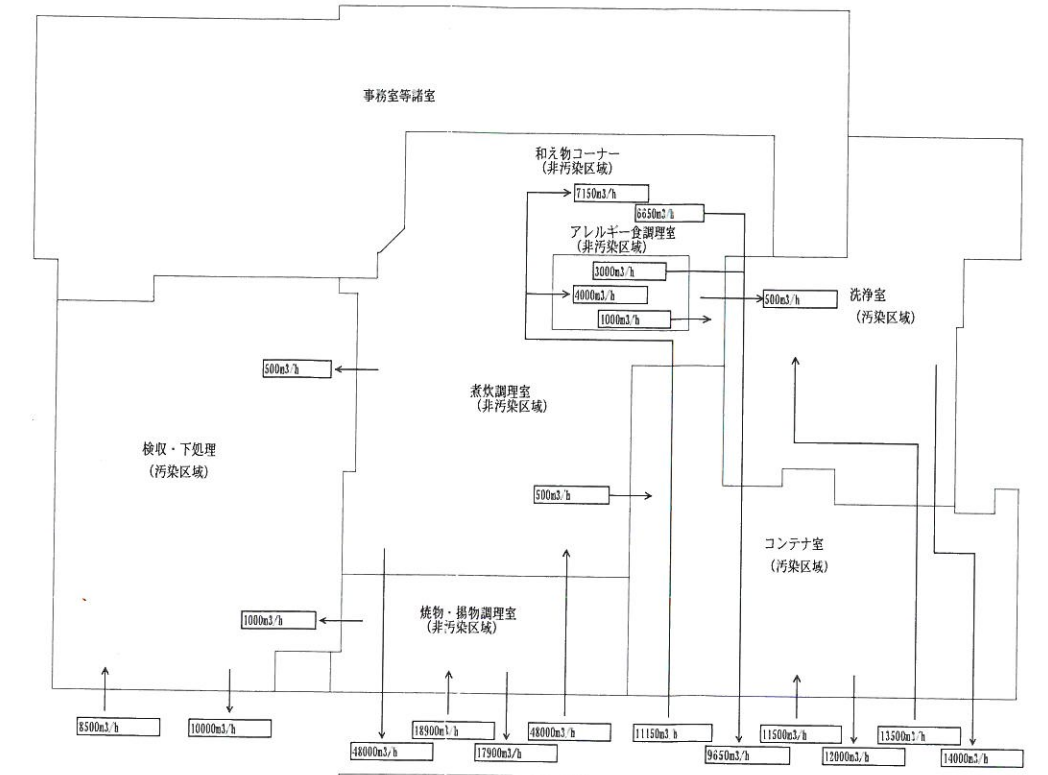 事務室等諸室
和え物コーナー
(非汚染区域)
7150m3/h
6650m3/h
アレルギー食調理室
(非汚染区域)
3000m3/h
4000m3/h
500m3/h
洗浄室
(汚染区域)
1000m3/h
500m3/h
煮炊調理室
(非汚染区域)
検収・下処理
(汚染区域)
500m3/h
コンテナ室
(汚染区域)
焼物・揚物調理室
(非汚染区域)
1000m3/h
8500m3/h
10000m3/h
48000m3/h
18900m3/h
17900m3/h
48000m3/h
11150m3 h
9650m3/h
11500m3/h
12000m3/h
13500m3/h
14000m3/h